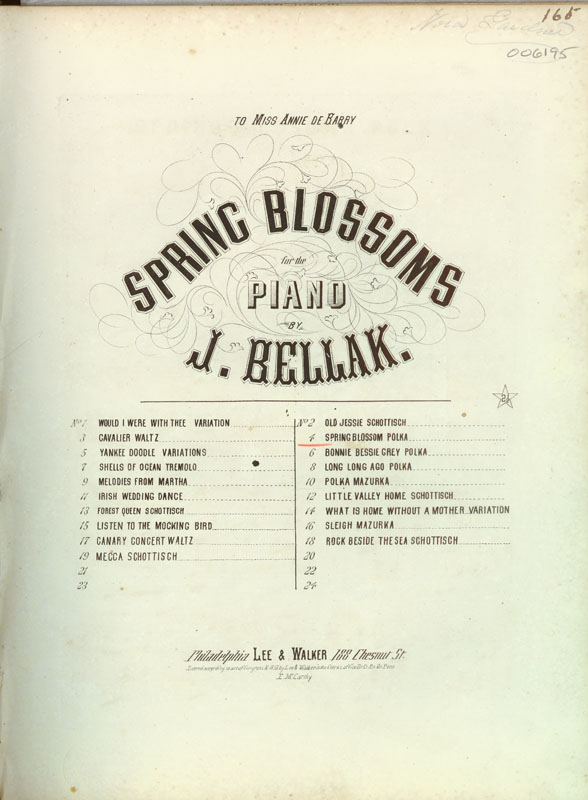 165
006195
TO MISS ANNIE DE BARRY
SPRING BLOSSOMS
for the
PIANO
BY
J. BELLAK.
No 1 WOULD I WERE WITH THEE VARIATION
3 CAVALIER WALTZ
5 YANKEE DOODLE VARIATIONS
7 SHELLS OF OCEAN TREMOLO
9 MELODIES FROM MARTHA
11 IRISH WEDDING DANCE
13 FOREST QUEEN SCHOTTISCH
15 LISTEN TO THE MOCKING BIRD
17 CANARY CONCERT WALTZ
19 MECCA SCHOTTISCH
21
23
No 2 OLD JESSIE SCHOTTISCH
4 SPRING BLOSSOM POLKA
6 BONNIE BESSIE GREY POLKA
8 LONG LONG AGO POLKA
10 POLKA MAZURKA
12 LITTLE VALLEY HOME SCHOTTISCH
14 WHAT IS HOME WITHOUT A MOTHER VARIATION
16 SLEIGH MAZURKA
18 ROCK BESIDE THE SEA SCHOTTISCH
20
22
24
Philadelphia LEE & WALKER 188 Chesnut St.